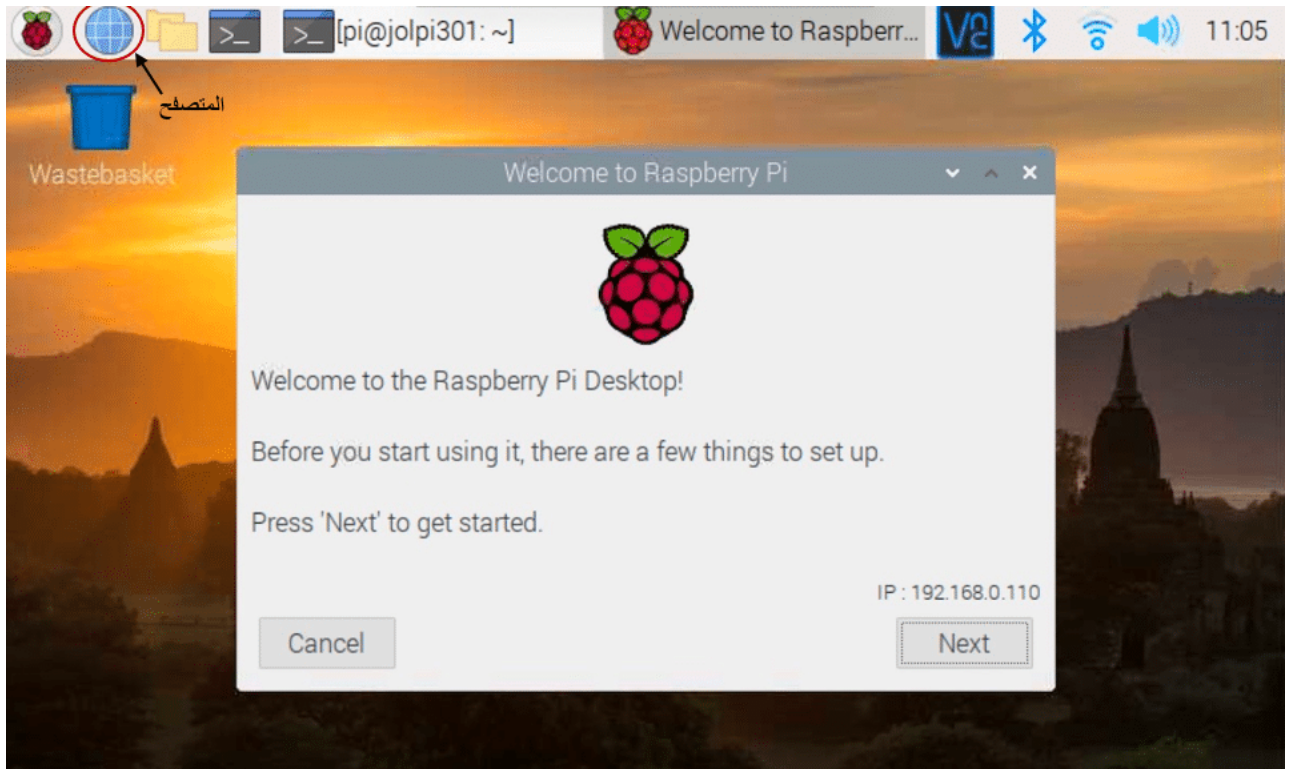 [pi@jolpi301: ~]
Welcome to Raspberr...
V2
11:05
المتصفح
Wastebasket
Welcome to Raspberry Pi
Welcome to the Raspberry Pi Desktop!
Before you start using it, there are a few things to set up.
Press 'Next' to get started.
IP : 192.168.0.110
Cancel
Next